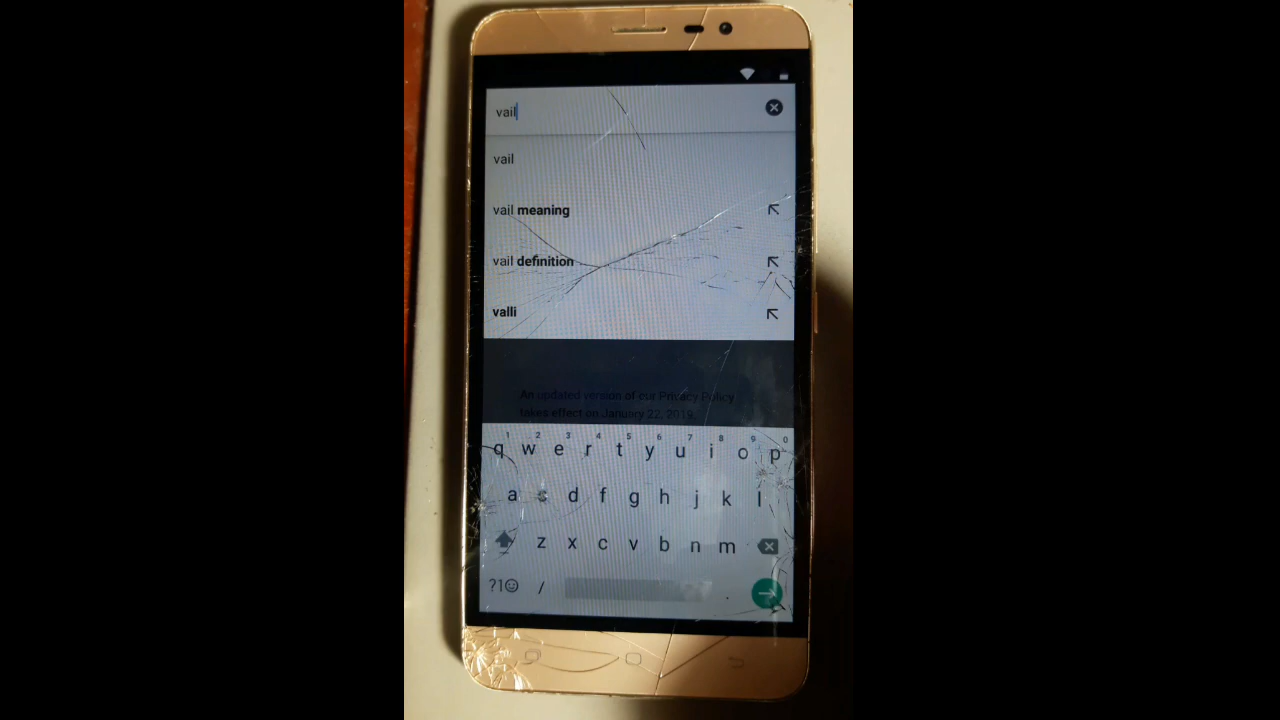 vail
vail
vail meaning
vail definition
valli
An updated version of our Privacy Policy
takes effect on January 22, 2019.
1 2 3 4 5 6 7 8 9 0
q w e r t y u i o p
a s d f g h j k l
z x c v b n m
?1☺ / .